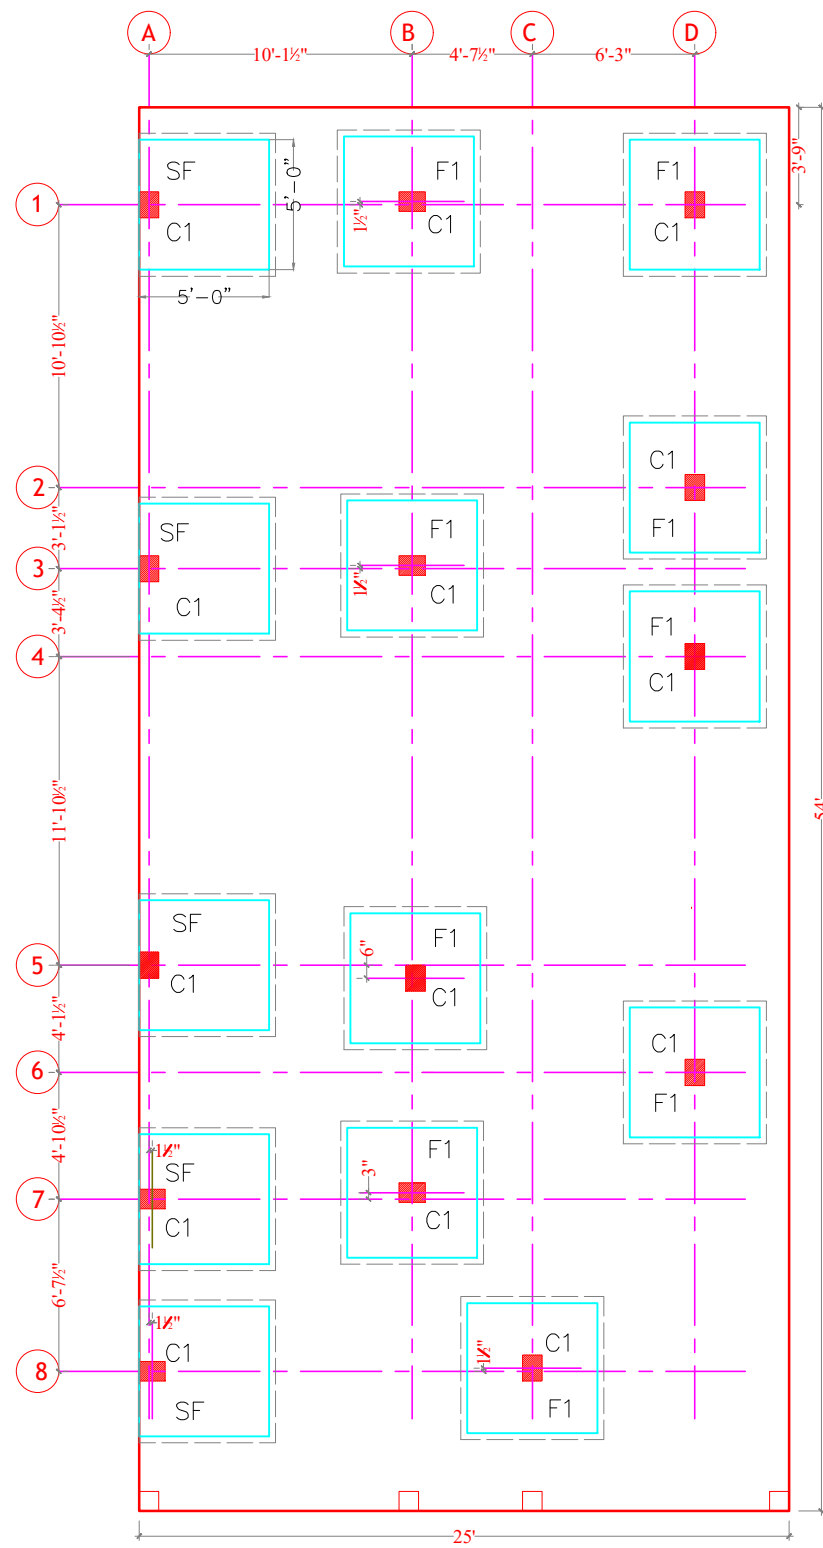 A B C D
10'-1½" 4'-7½" 6'-3"
3'-9"
SF F1 F1
5'-0"
1
1½"
C1 C1 C1
5'-0"
10'-10½"
C1
2
F1
3'-1½"
SF F1
3
1½"
C1 C1
3'-4½"
F1
4
C1
11'-10½"
54'
SF F1
6"
5
C1 C1
4'-1½"
C1
6
F1
4'-10½"
1½"
F1
SF
3"
7
C1 C1
6'-7½"
1½"
C1 C1
1½"
8
SF F1
25'